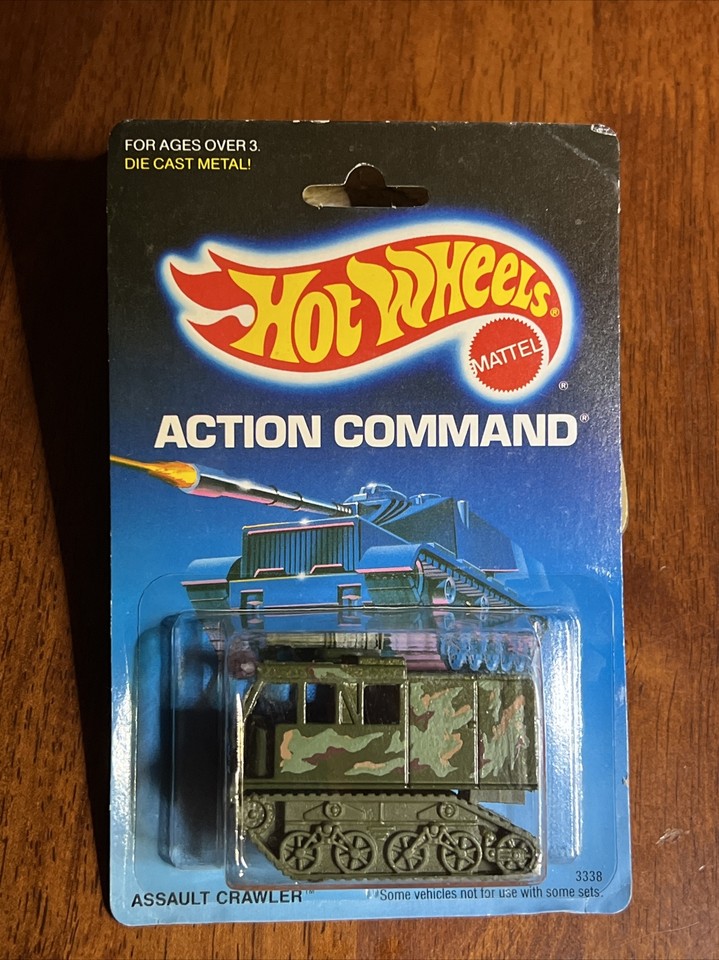 FOR AGES OVER 3.
DIE CAST METAL!
HOT WHEELS®
MATTEL
®
ACTION COMMAND®
3338
ASSAULT CRAWLER™
*Some vehicles not for use with some sets.